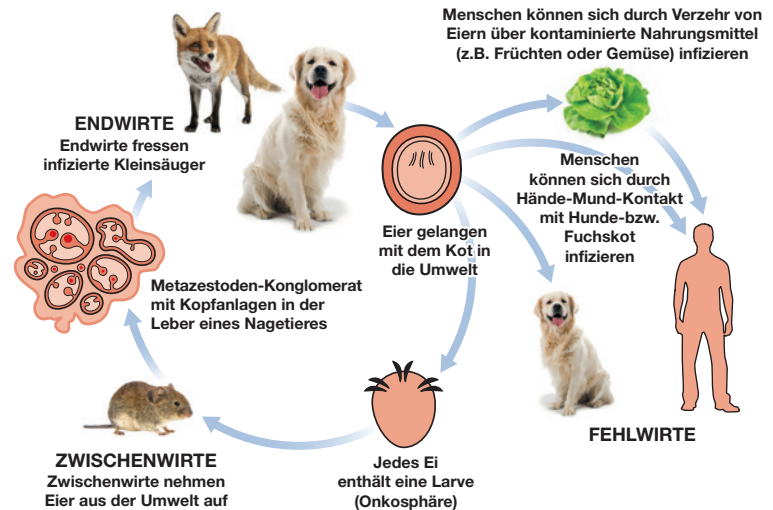 Menschen können sich durch Verzehr von
Eiern über kontaminierte Nahrungsmittel
(z.B. Früchten oder Gemüse) infizieren
ENDWIRTE
Endwirte fressen
infizierte Kleinsäuger
Menschen
können sich durch
Hände-Mund-Kontakt
mit Hunde-bzw.
Fuchskot
infizieren
Eier gelangen
mit dem Kot in
die Umwelt
Metazestoden-Konglomerat
mit Kopfanlagen in der
Leber eines Nagetieres
FEHLWIRTE
ZWISCHENWIRTE
Zwischenwirte nehmen
Eier aus der Umwelt auf
Jedes Ei
enthält eine Larve
(Onkosphäre)